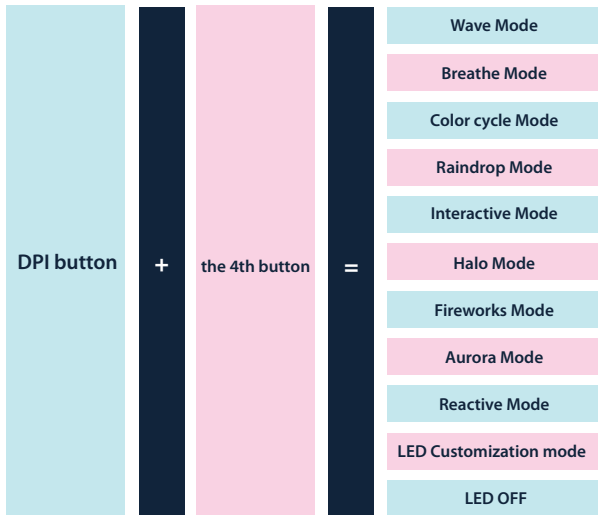 DPI button
+
the 4th button
=
Wave Mode
Breathe Mode
Color cycle Mode
Raindrop Mode
Interactive Mode
Halo Mode
Fireworks Mode
Aurora Mode
Reactive Mode
LED Customization mode
LED OFF